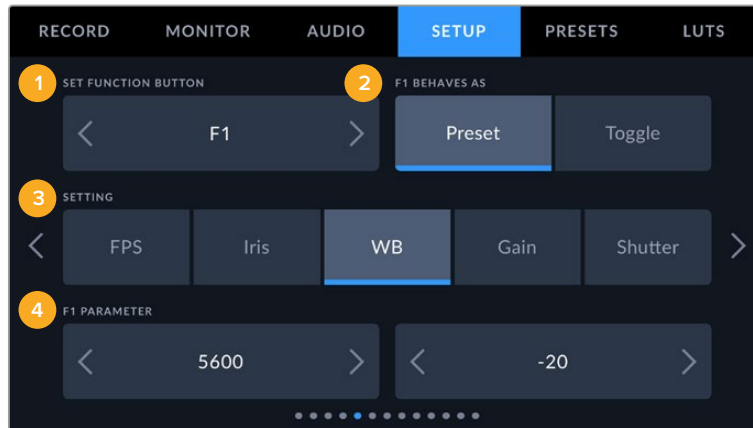 RECORD MONITOR AUDIO SETUP PRESETS LUTS
1 SET FUNCTION BUTTON 2 F1 BEHAVES AS
F1 Preset Toggle
3 SETTING
FPS Iris WB Gain Shutter
4 F1 PARAMETER
5600 -20